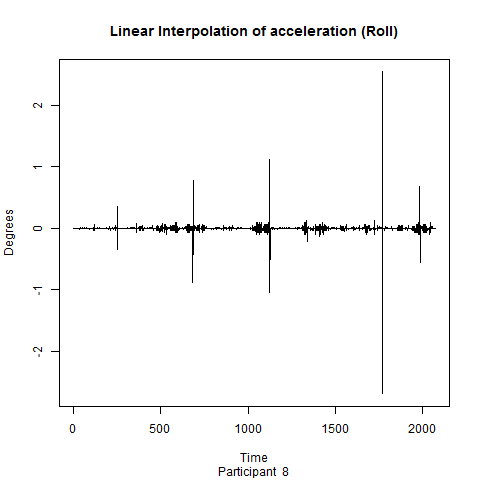 Linear Interpolation of acceleration (Roll)
2
1
0
-1
-2
Degrees
0 500 1000 1500 2000
Time
Participant 8